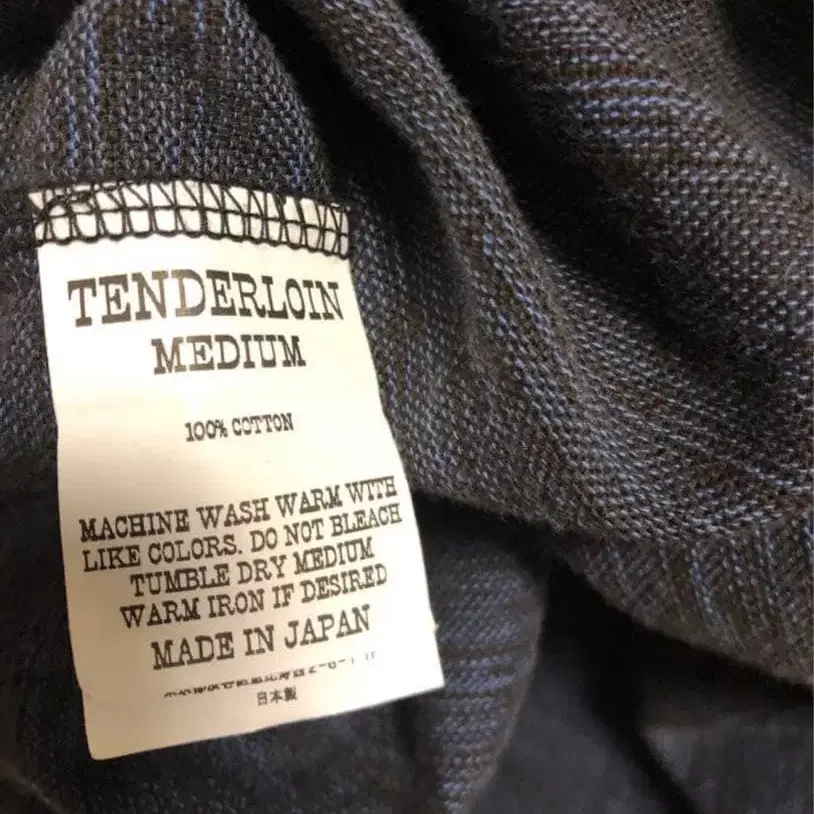 TENDERLOIN
MEDIUM
100% COTTON
MACHINE WASH WARM WITH
LIKE COLORS. DO NOT BLEACH
TUMBLE DRY MEDIUM
WARM IRON IF DESIRED
MADE IN JAPAN
日本製